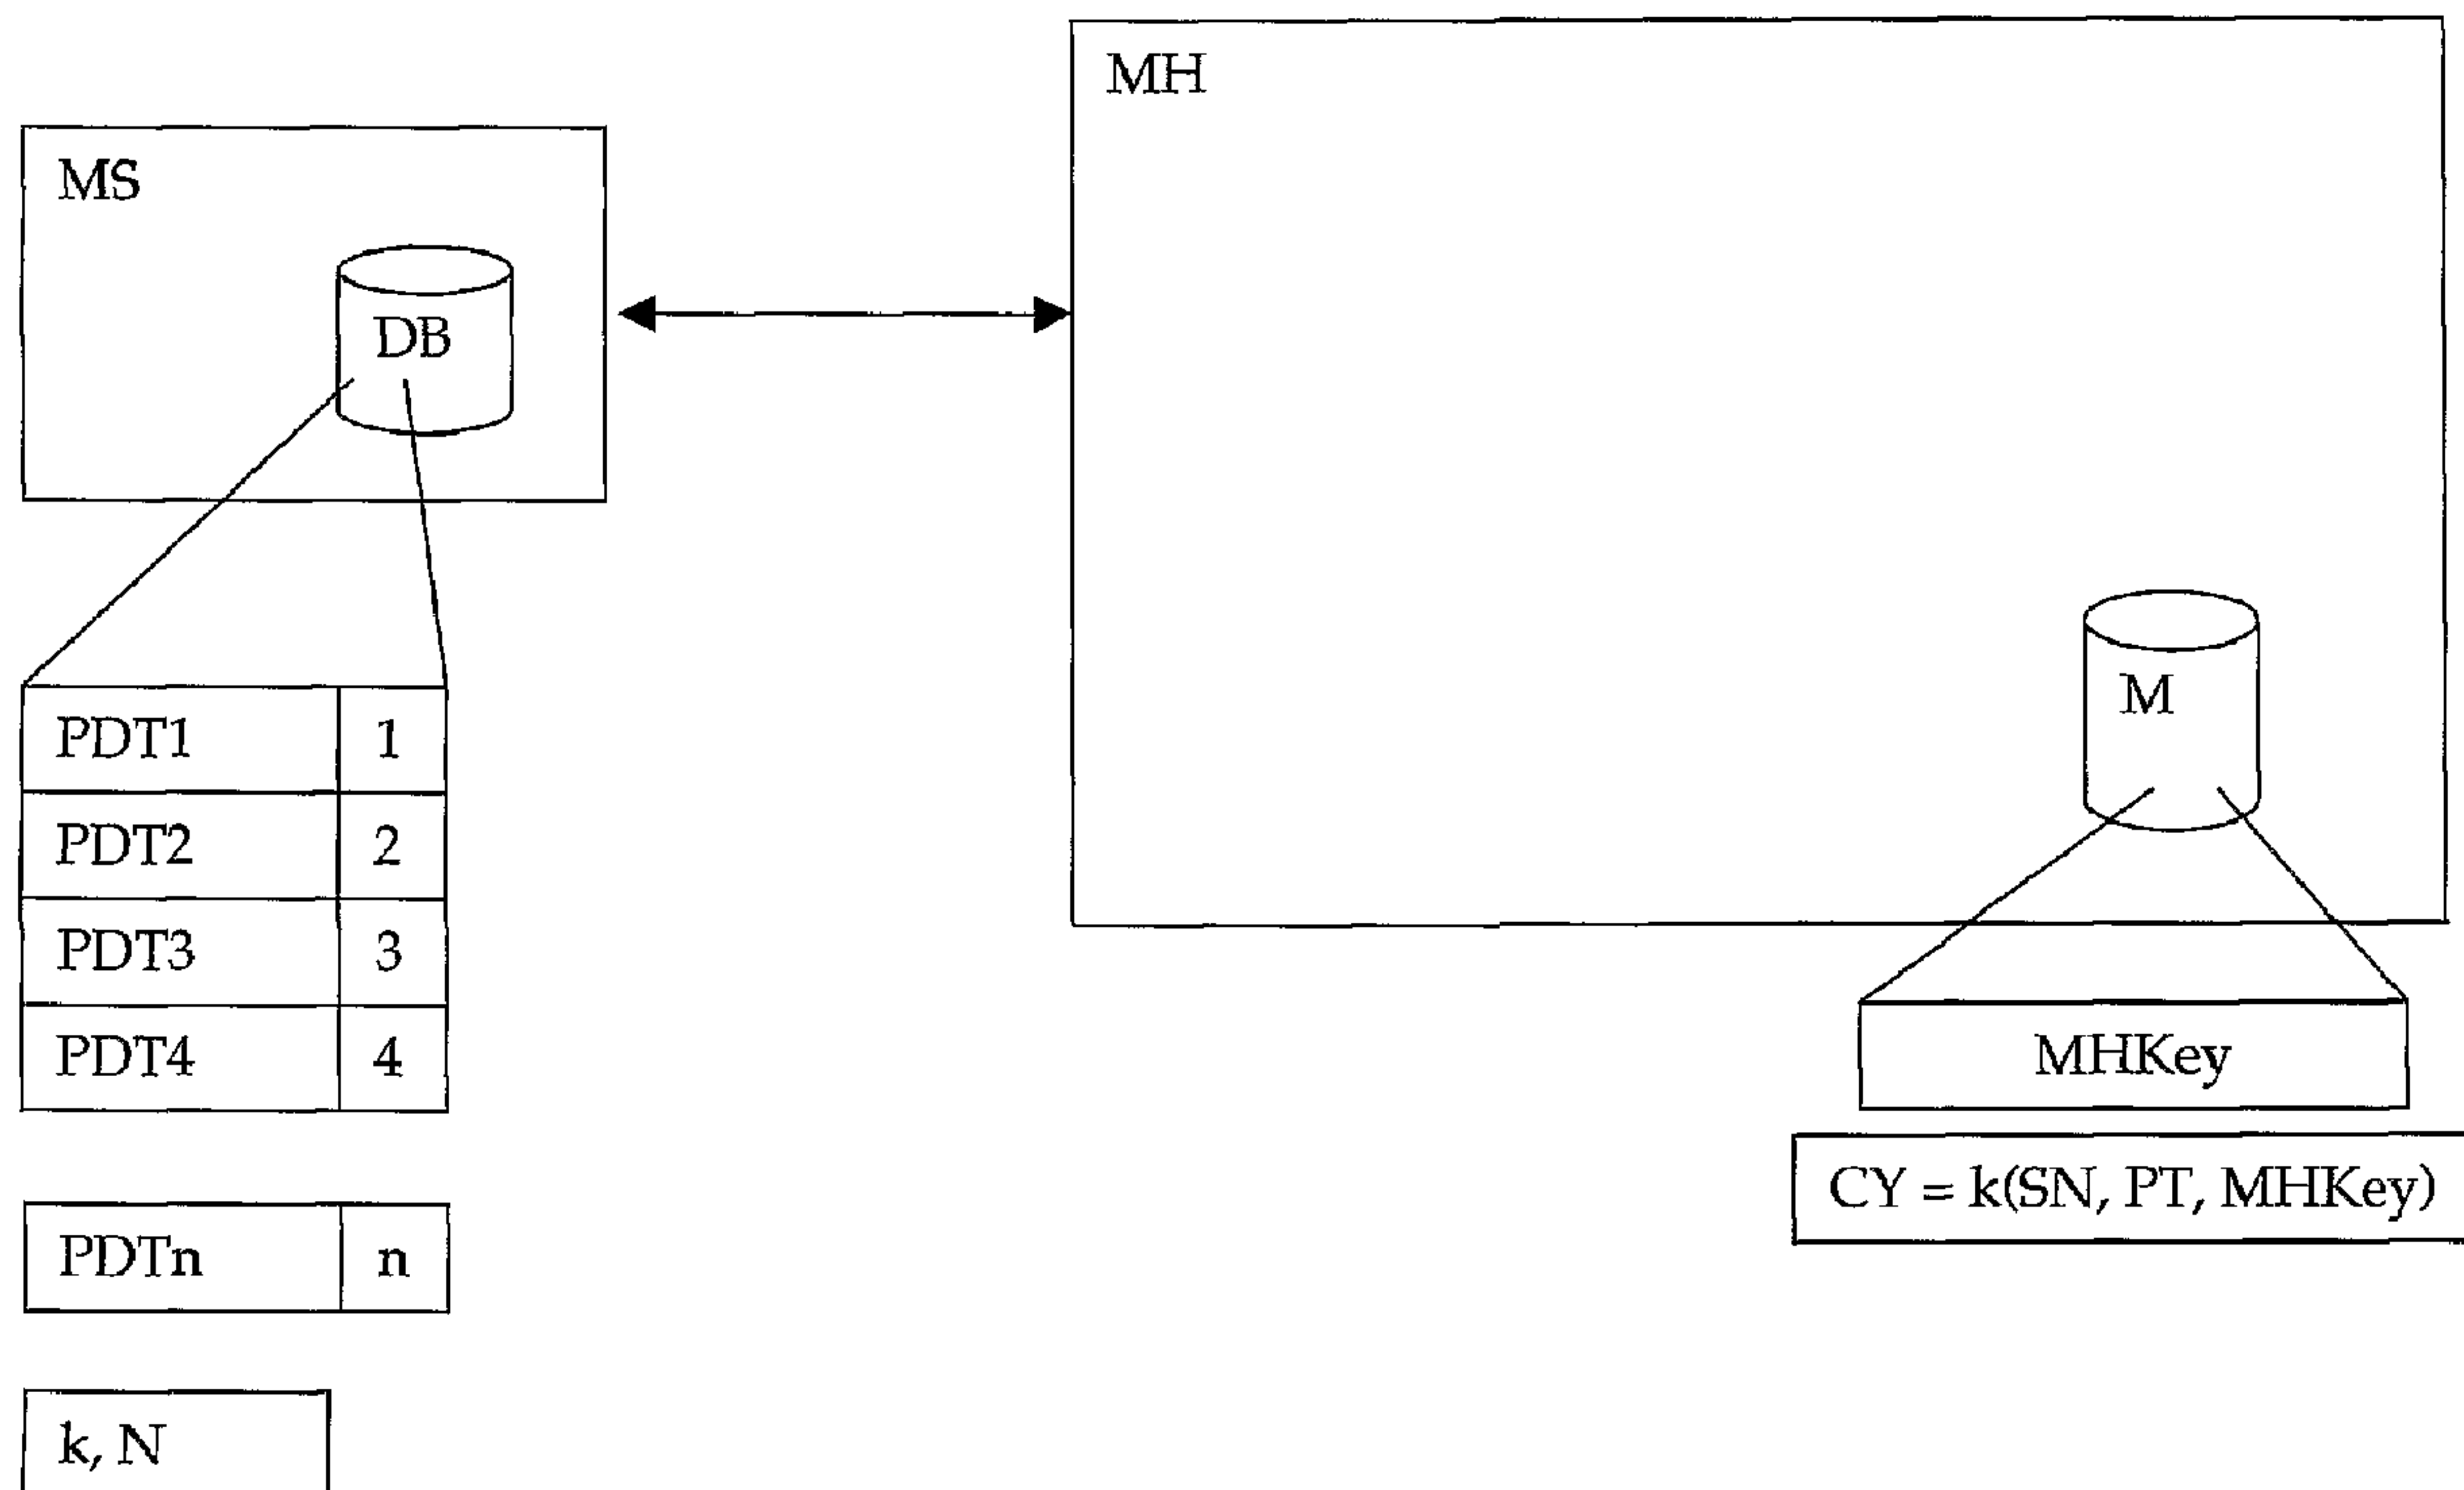 MH
MS
DB
M
PDT1 1
PDT2 2
PDT3 3
PDT4 4
MHKey
CY = k(SN, PT, MHKey)
PDTn n
k, N